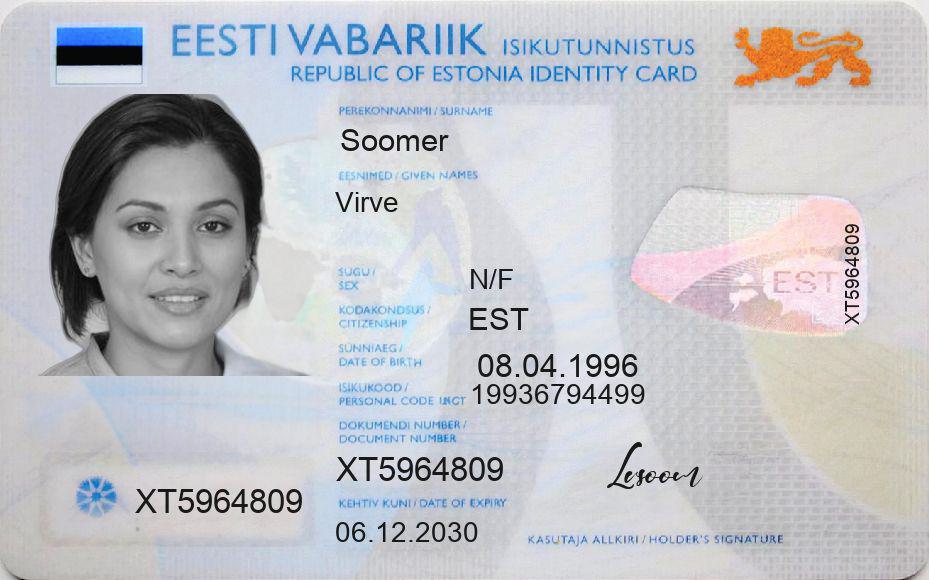 EESTI VABARIIK ISIKUTUNNISTUS
REPUBLIC OF ESTONIA IDENTITY CARD
PEREKONNANIMI / SURNAME
Soomer
EESNIMED / GIVEN NAMES
Virve
SUGU /
SEX
N/F
KODAKONDSUS /
CITIZENSHIP
EST
SÜNNIAEG /
DATE OF BIRTH
08.04.1996
ISIKUKOOD /
PERSONAL CODE
19936794499
DOKUMENDI NUMBER /
DOCUMENT NUMBER
XT5964809
KEHTIV KUNI / DATE OF EXPIRY
06.12.2030
XT5964809
EST
XT5964809
KASUTAJA ALLKIRI / HOLDER'S SIGNATURE